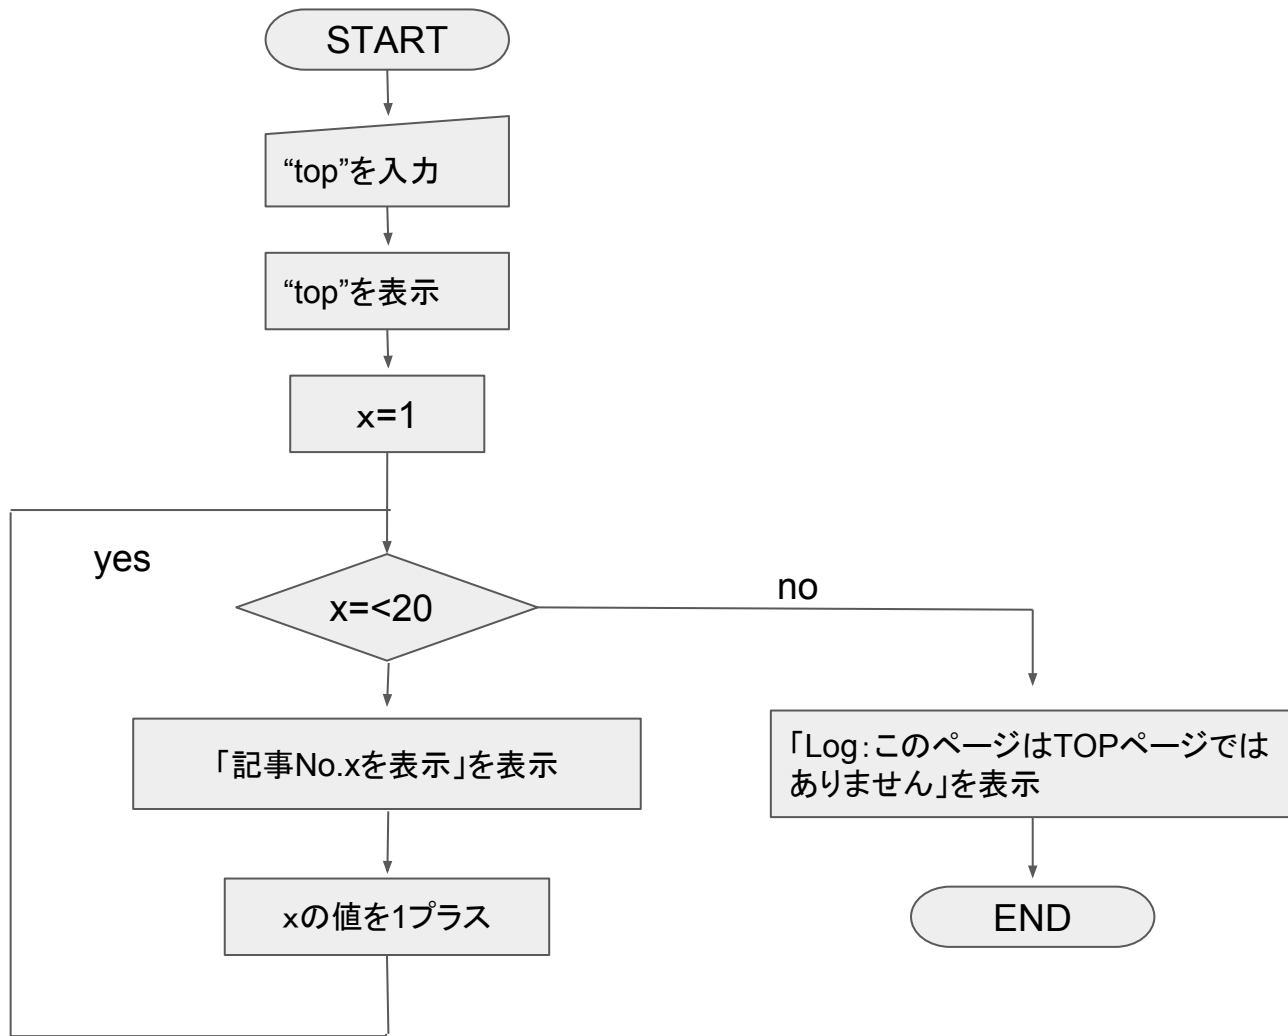 START
“top”を入力
“top”を表示
x=1
yes
x=<20
no
「記事No.xを表示」を表示
「Log：このページはTOPページでは
ありません」を表示
xの値を1プラス
END